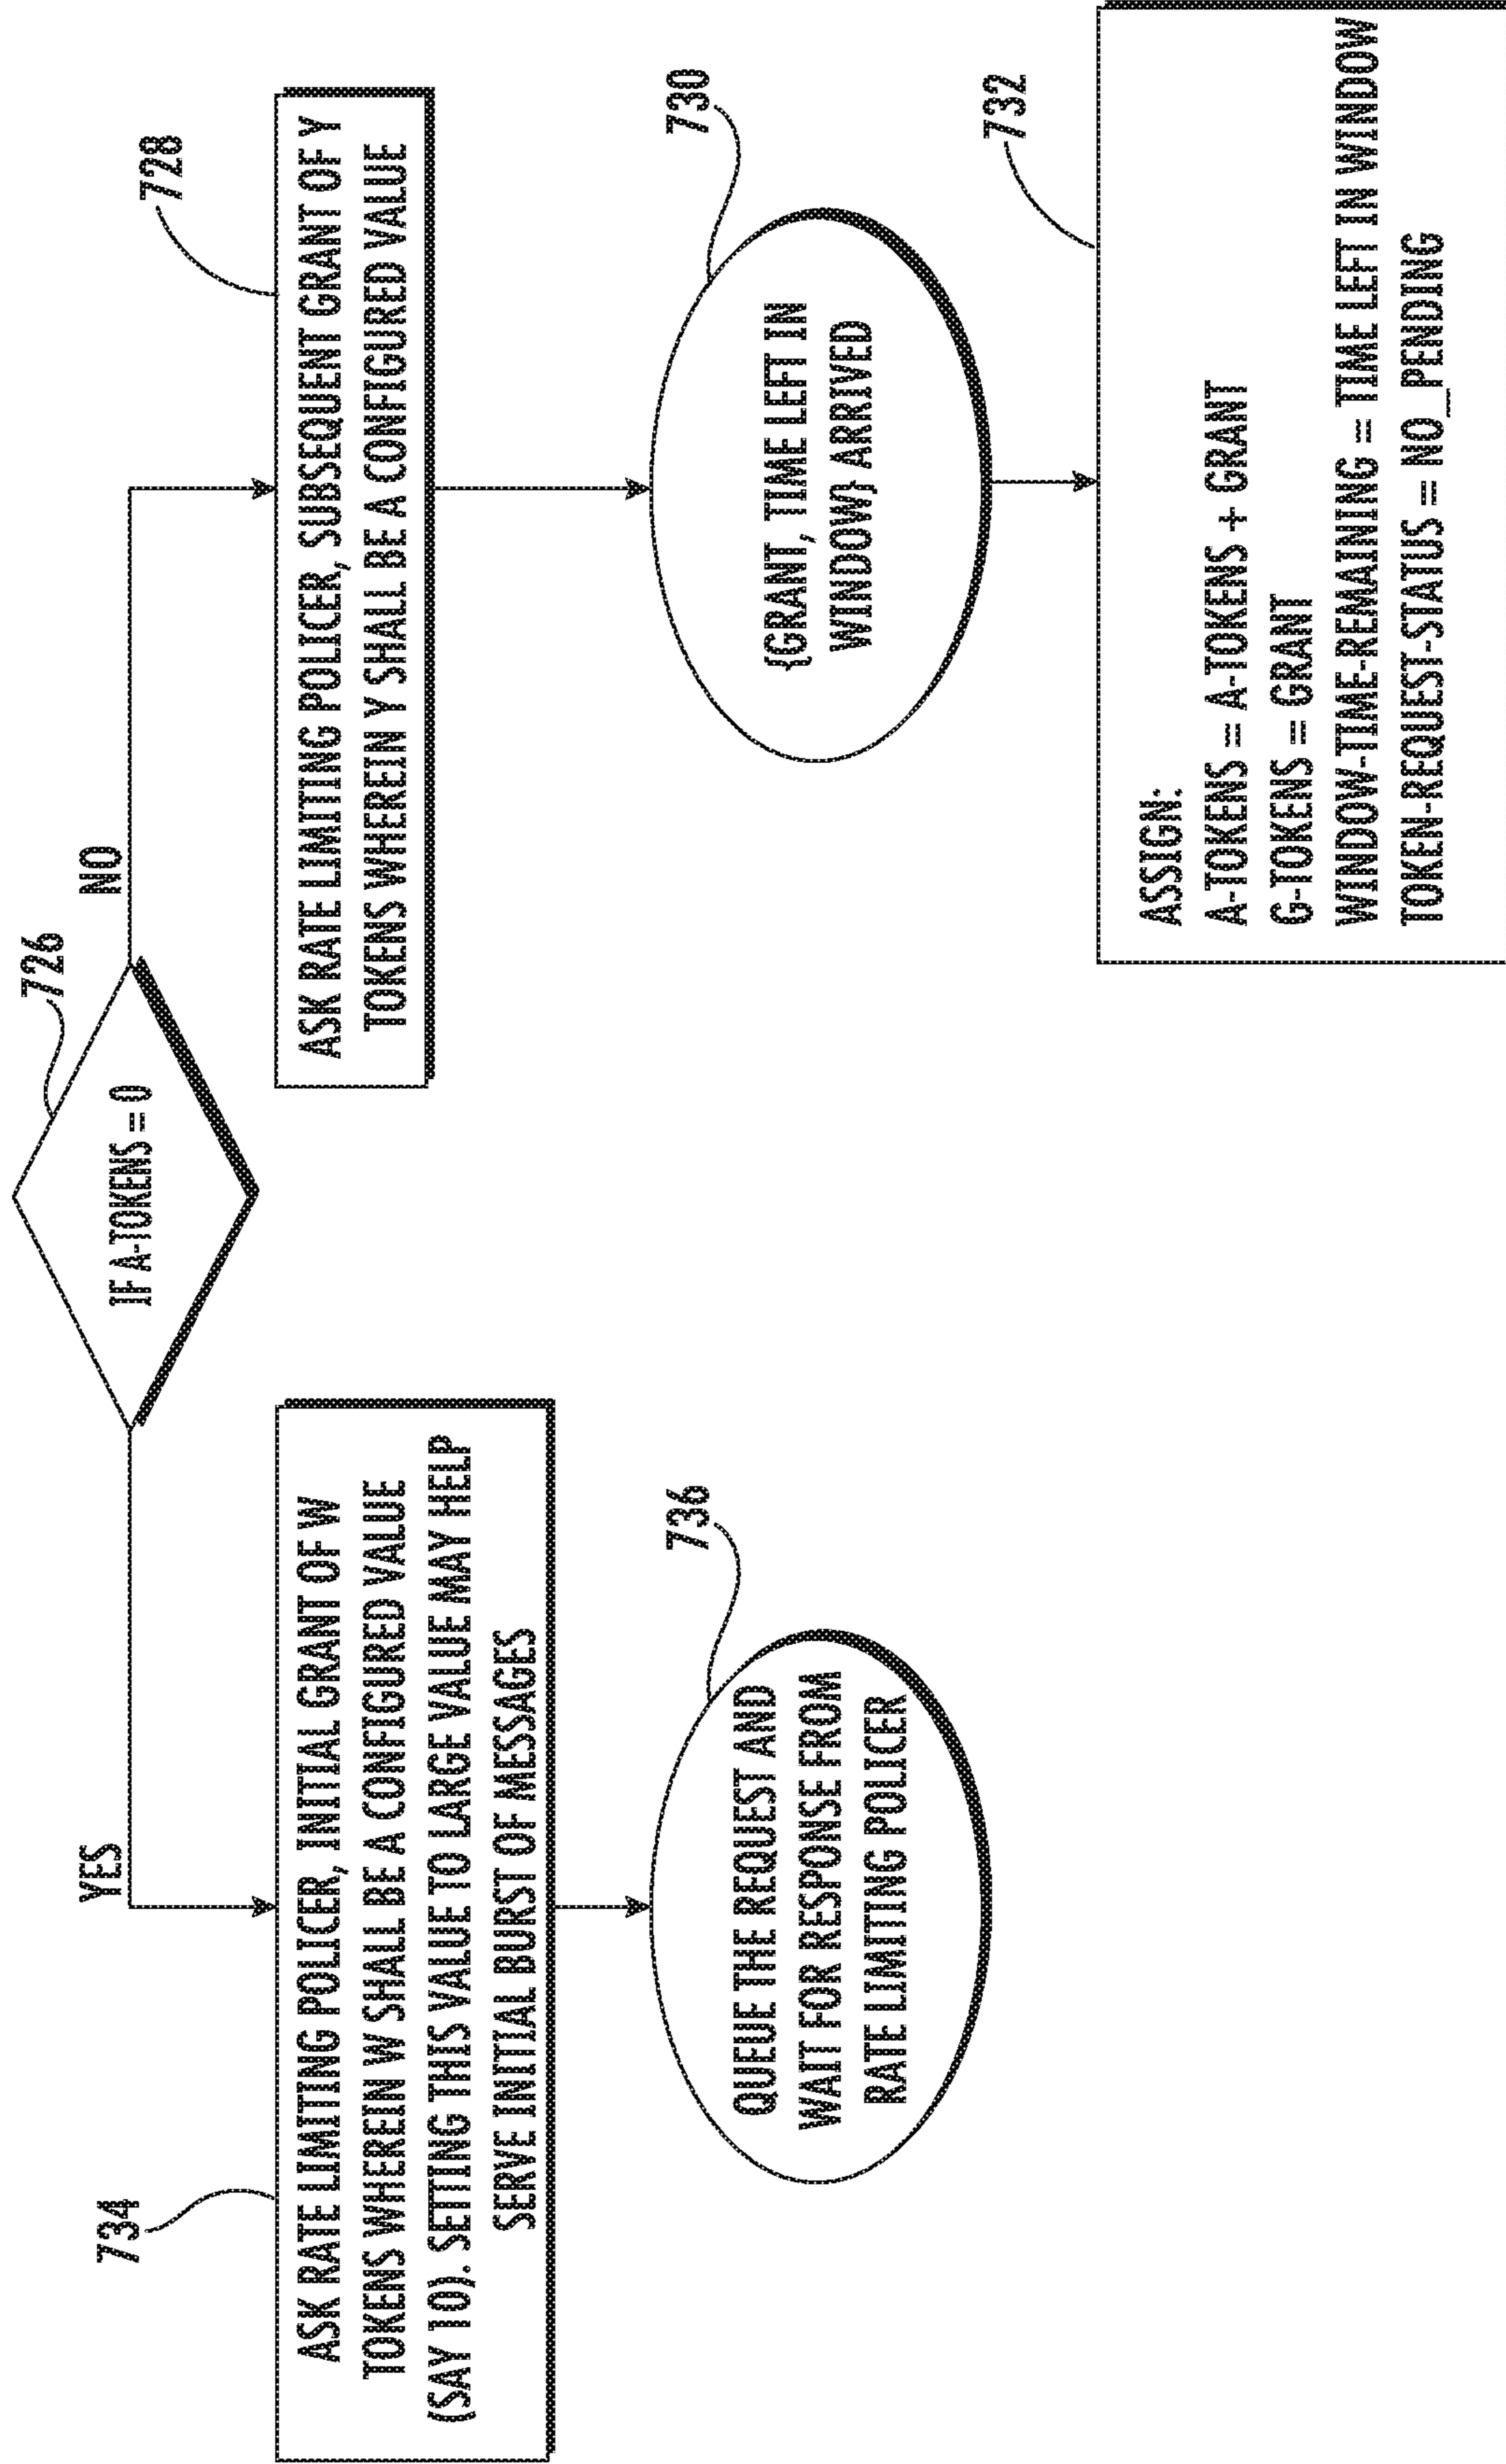 726
IF A-TOKENS = 0
YES
NO
734
ASK RATE LIMITING POLICER, INITIAL GRANT OF W
TOKENS WHEREIN W SHALL BE A CONFIGURED VALUE
(SAY 10). SETTING THIS VALUE TO LARGE VALUE MAY HELP
SERVE INITIAL BURST OF MESSAGES
736
QUEUE THE REQUEST AND
WAIT FOR RESPONSE FROM
RATE LIMITING POLICER
728
ASK RATE LIMITING POLICER, SUBSEQUENT GRANT OF Y
TOKENS WHEREIN Y SHALL BE A CONFIGURED VALUE
730
{GRANT, TIME LEFT IN
WINDOW} ARRIVED
732
ASSIGN:
A-TOKENS = A-TOKENS + GRANT
G-TOKENS = GRANT
WINDOW-TIME-REMAINING = TIME LEFT IN WINDOW
TOKEN-REQUEST-STATUS = NO_PENDING